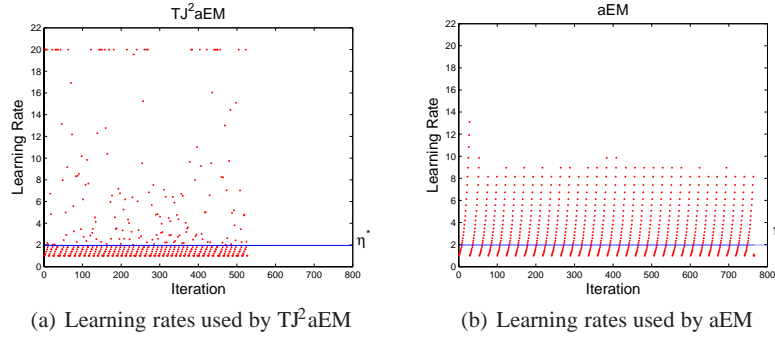 TJ²aEM
22
20
18
16
14
12
10
8
6
4
2
0
Learning Rate
0 100 200 300 400 500 600 700 800
Iteration
η*
(a) Learning rates used by TJ²aEM
aEM
22
20
18
16
14
12
10
8
6
4
2
0
Learning Rate
0 100 200 300 400 500 600 700 800
Iteration
(b) Learning rates used by aEM